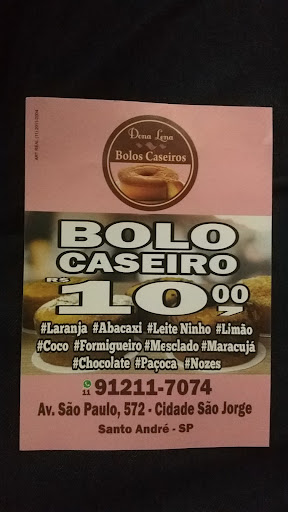 Dona Lena
Bolos Caseiros
BOLO
CASEIRO
R$ 10,00
#Laranja #Abacaxi #Leite Ninho #Limão
#Coco #Formigueiro #Mesclado #Maracujá
#Chocolate #Paçoca #Nozes
11 91211-7074
Av. São Paulo, 572 - Cidade São Jorge
Santo André - SP